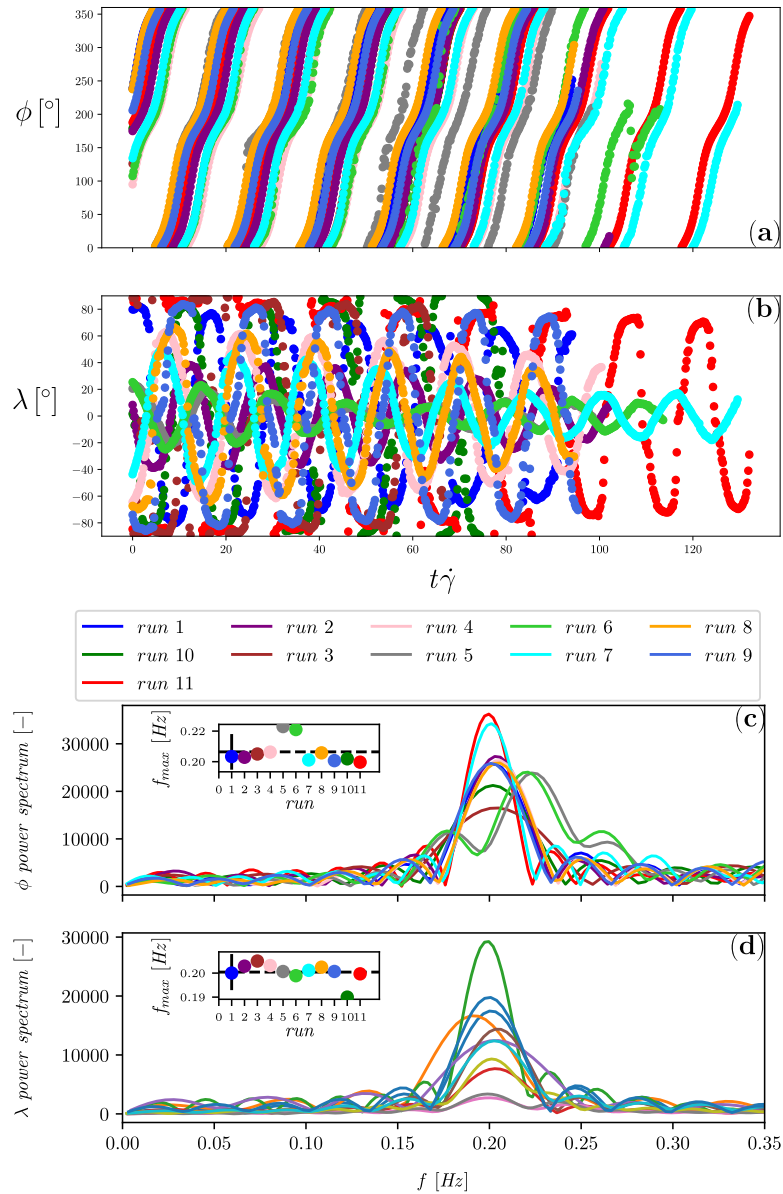 350
300
250
200
150
100
50
0
ϕ [°]
(a)
80
60
40
20
0
−20
−40
−60
−80
λ [°]
(b)
0 20 40 60 80 100 120
tγ̇
run 1 run 2 run 4 run 6 run 8
run 10 run 3 run 5 run 7 run 9
run 11
30000
20000
10000
0
ϕ power spectrum [−]
(c)
0.22
0.20
f_max [Hz]
0 1 2 3 4 5 6 7 8 9 10 11
run
30000
20000
10000
0
λ power spectrum [−]
(d)
0.20
0.19
f_max [Hz]
0 1 2 3 4 5 6 7 8 9 10 11
run
0.00 0.05 0.10 0.15 0.20 0.25 0.30 0.35
f [Hz]